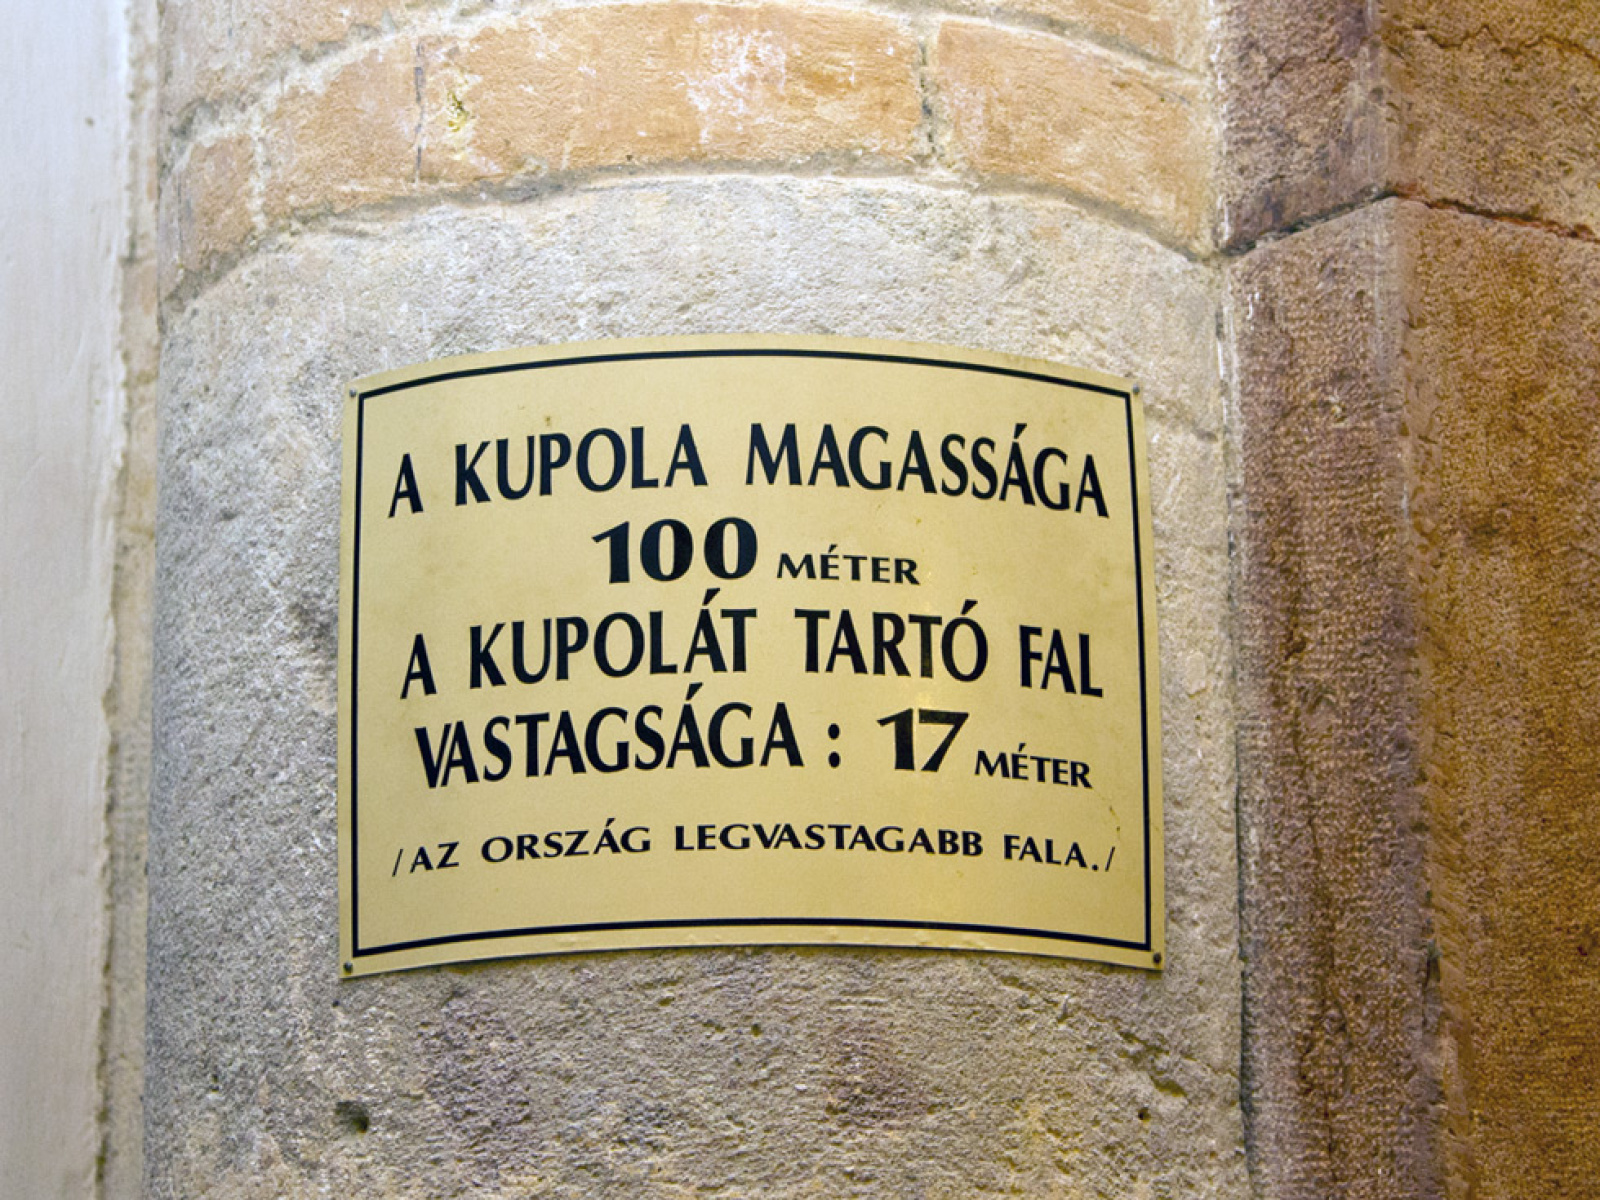 A KUPOLA MAGASSÁGA
100 MÉTER
A KUPOLÁT TARTÓ FAL
VASTAGSÁGA : 17 MÉTER
/AZ ORSZÁG LEGVASTAGABB FALA./